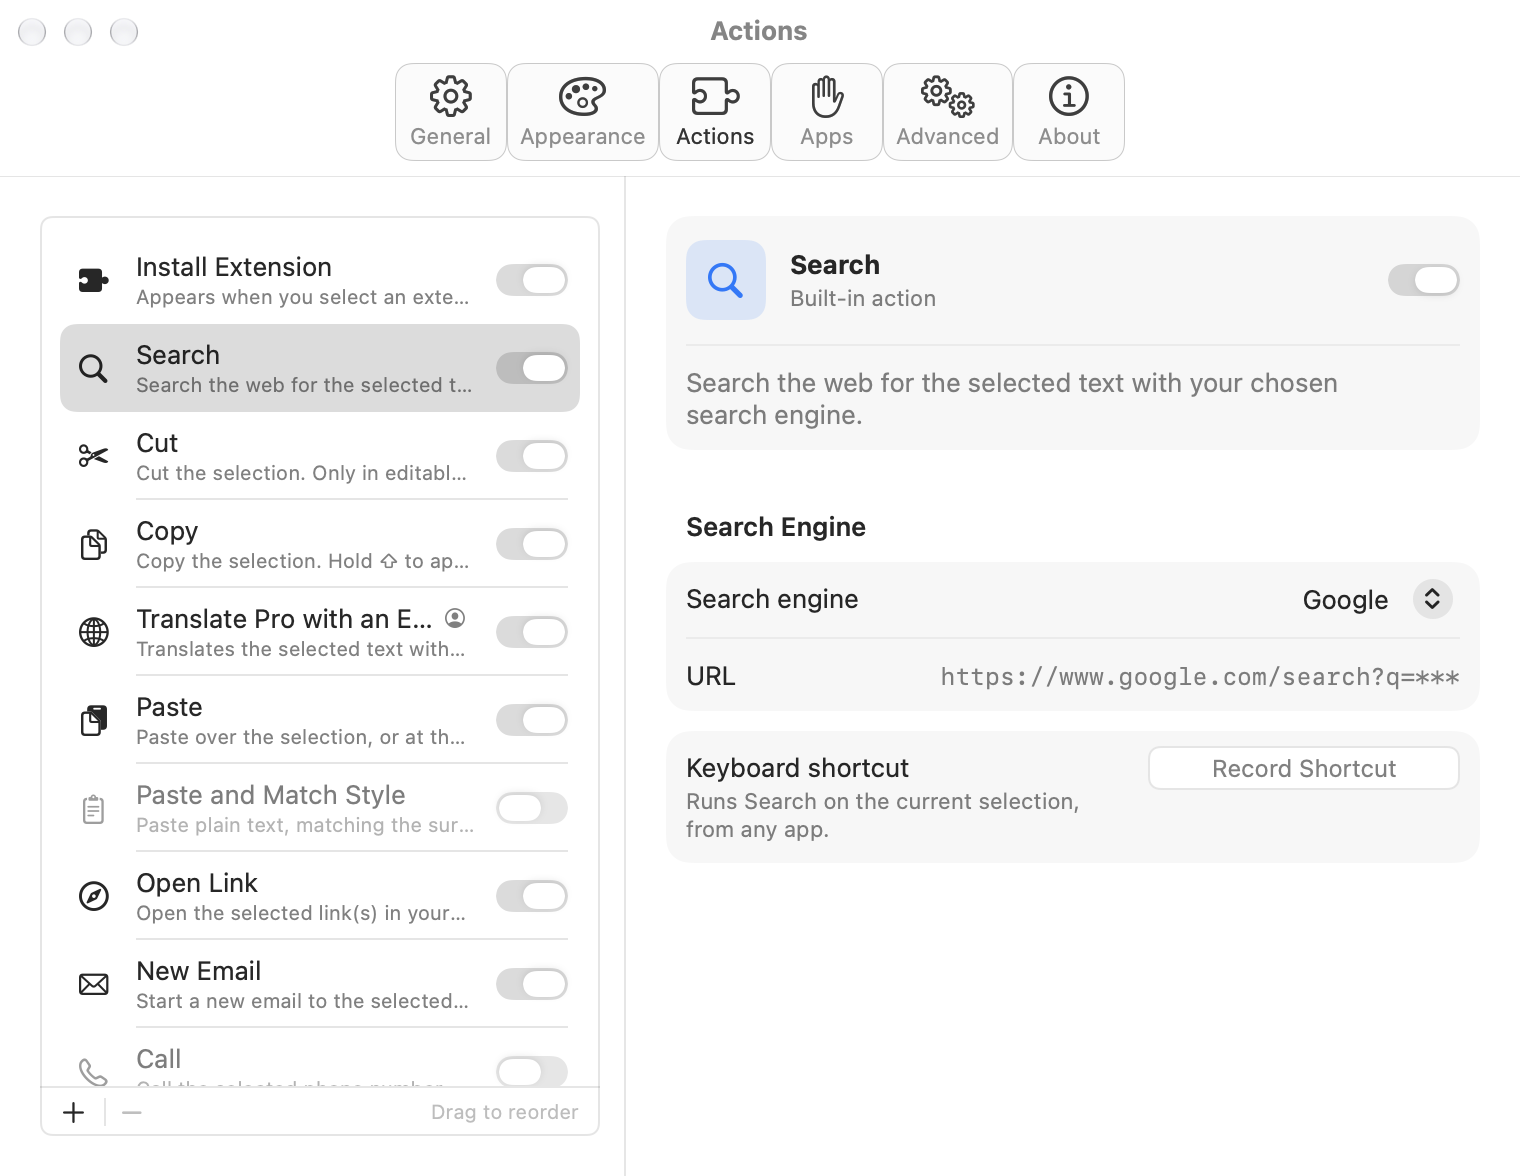 Actions
General
Appearance
Actions
Apps
Advanced
About
Install Extension
Appears when you select an exte...
Search
Search the web for the selected t...
Cut
Cut the selection. Only in editabl...
Copy
Copy the selection. Hold ⇧ to ap...
Translate Pro with an E...
Translates the selected text with...
Paste
Paste over the selection, or at th...
Paste and Match Style
Paste plain text, matching the sur...
Open Link
Open the selected link(s) in your...
New Email
Start a new email to the selected...
Call
Call the selected phone number
Drag to reorder
Search
Built-in action
Search the web for the selected text with your chosen
search engine.
Search Engine
Search engine
Google
URL
https://www.google.com/search?q=***
Keyboard shortcut
Record Shortcut
Runs Search on the current selection,
from any app.